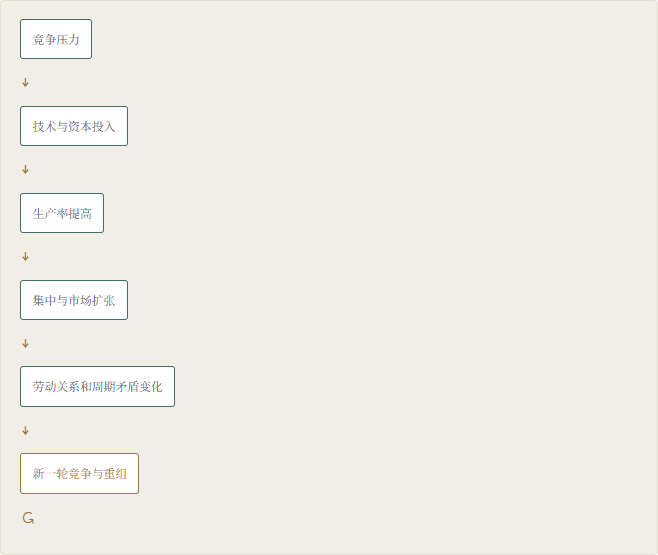 竞争压力
↓
技术与资本投入
↓
生产率提高
↓
集中与市场扩张
↓
劳动关系和周期矛盾变化
↓
新一轮竞争与重组